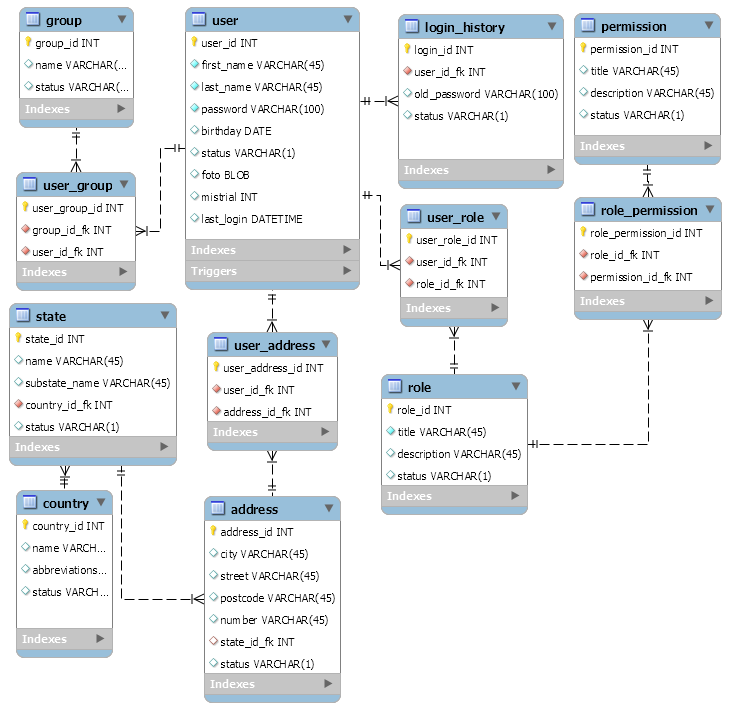 group
group_id INT
name VARCHAR(...
status VARCHAR(...
Indexes
user
user_id INT
first_name VARCHAR(45)
last_name VARCHAR(45)
password VARCHAR(100)
birthday DATE
status VARCHAR(1)
foto BLOB
mistrial INT
last_login DATETIME
Indexes
Triggers
login_history
login_id INT
user_id_fk INT
old_password VARCHAR(100)
status VARCHAR(1)
Indexes
permission
permission_id INT
title VARCHAR(45)
description VARCHAR(45)
status VARCHAR(1)
Indexes
user_group
user_group_id INT
group_id_fk INT
user_id_fk INT
Indexes
user_role
user_role_id INT
user_id_fk INT
role_id_fk INT
Indexes
role_permission
role_permission_id INT
role_id_fk INT
permission_id_fk INT
Indexes
state
state_id INT
name VARCHAR(45)
substate_name VARCHAR(45)
country_id_fk INT
status VARCHAR(1)
Indexes
user_address
user_address_id INT
user_id_fk INT
address_id_fk INT
Indexes
role
role_id INT
title VARCHAR(45)
description VARCHAR(45)
status VARCHAR(1)
Indexes
country
country_id INT
name VARCH...
abbreviations...
status VARCH...
Indexes
address
address_id INT
city VARCHAR(45)
street VARCHAR(45)
postcode VARCHAR(45)
number VARCHAR(45)
state_id_fk INT
status VARCHAR(1)
Indexes